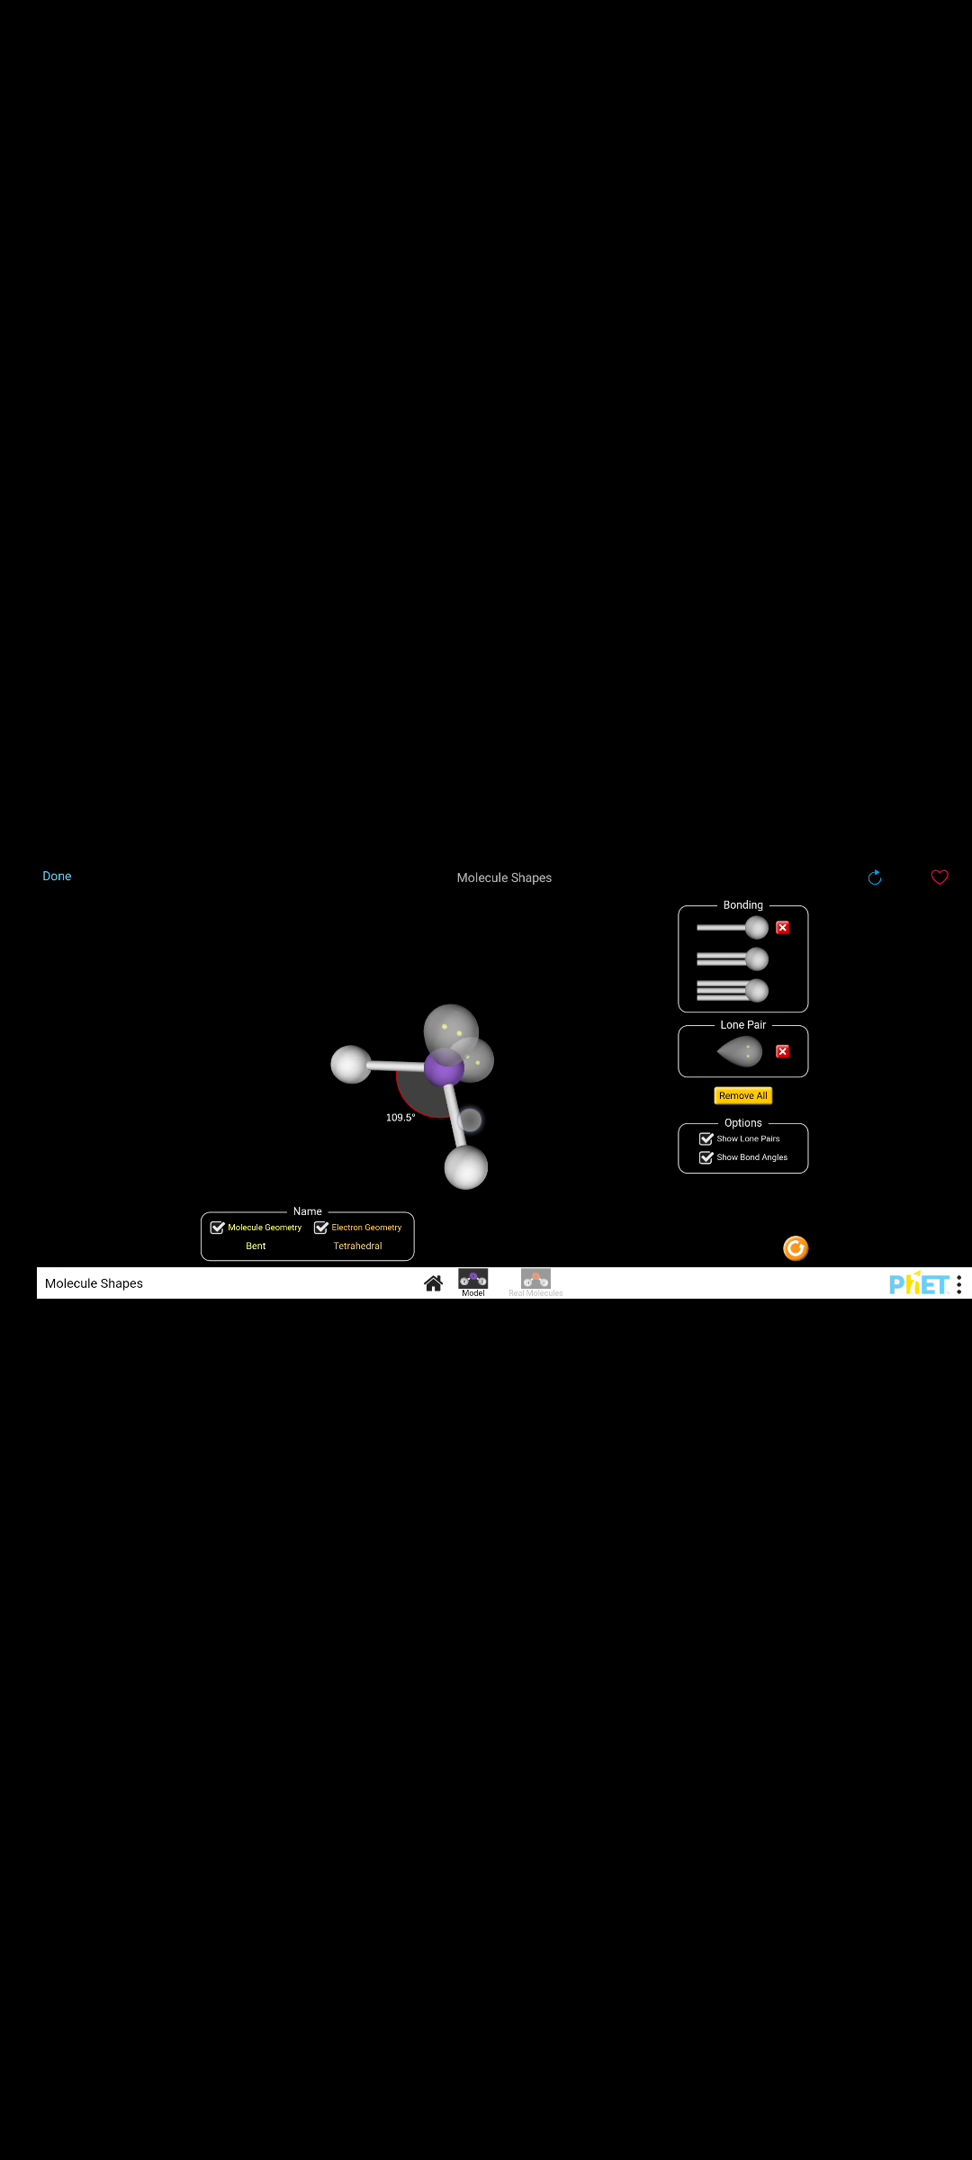 Done
Molecule Shapes
Bonding
Lone Pair
Remove All
Options
Show Lone Pairs
Show Bond Angles
109.5°
Name
Molecule Geometry
Electron Geometry
Bent
Tetrahedral
Molecule Shapes
Model
Real Molecules
PhET